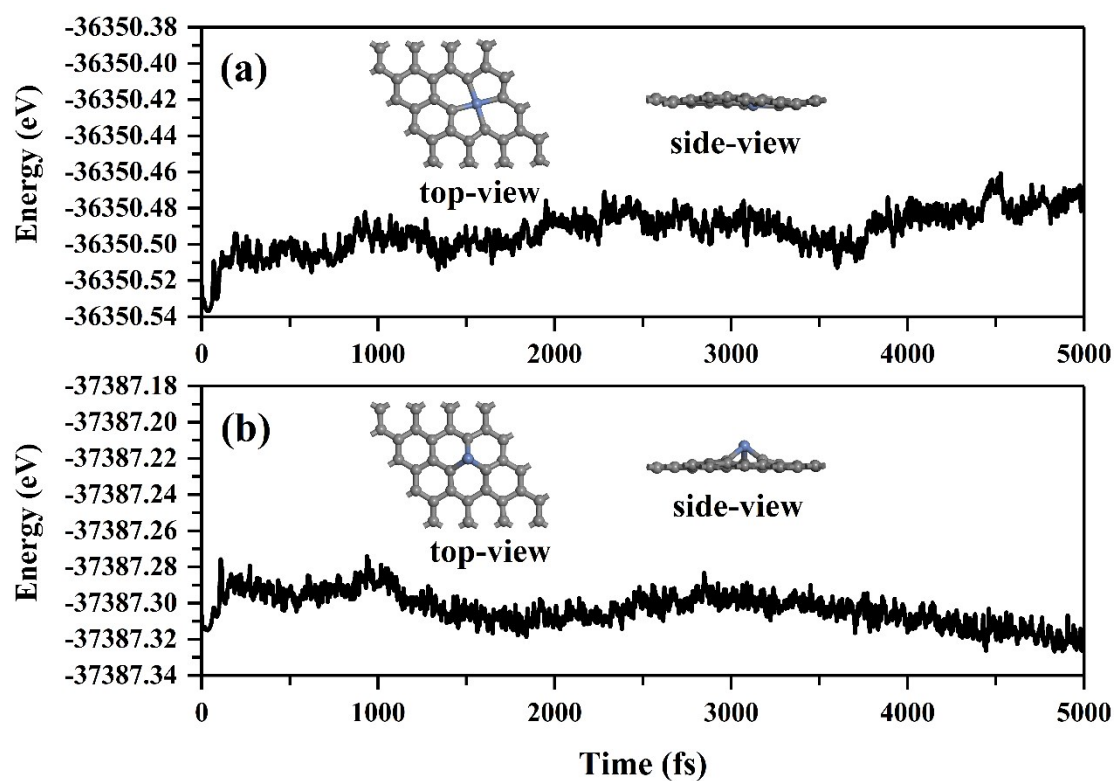 -36350.38
-36350.40
-36350.42
-36350.44
-36350.46
-36350.48
-36350.50
-36350.52
-36350.54
Energy (eV)
(a)
top-view
side-view
0 1000 2000 3000 4000 5000
-37387.18
-37387.20
-37387.22
-37387.24
-37387.26
-37387.28
-37387.30
-37387.32
-37387.34
Energy (eV)
(b)
top-view
side-view
0 1000 2000 3000 4000 5000
Time (fs)